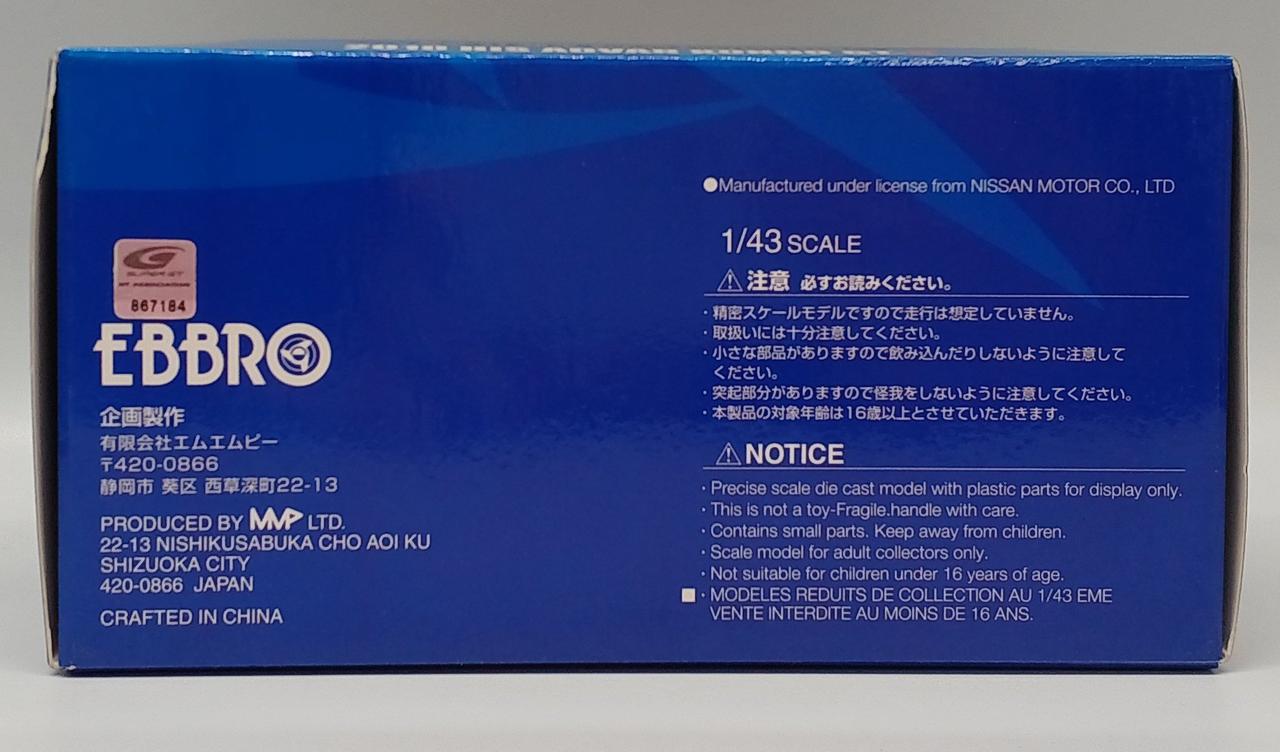 SUPER GT
GT ASSOCIATION
867184
EBBRO
企画製作
有限会社エムエムピー
〒420-0866
静岡市 葵区 西草深町22-13
PRODUCED BY MMP LTD.
22-13 NISHIKUSABUKA CHO AOI KU
SHIZUOKA CITY
420-0866 JAPAN
CRAFTED IN CHINA
●Manufactured under license from NISSAN MOTOR CO., LTD
1/43 SCALE
⚠注意 必ずお読みください。
・精密スケールモデルですので走行は想定していません。
・取扱いには十分注意してください。
・小さな部品がありますので飲み込んだりしないように注意して
ください。
・突起部分がありますので怪我をしないように注意してください。
・本製品の対象年齢は16歳以上とさせていただきます。
⚠NOTICE
・Precise scale die cast model with plastic parts for display only.
・This is not a toy-Fragile.handle with care.
・Contains small parts. Keep away from children.
・Scale model for adult collectors only.
・Not suitable for children under 16 years of age.
■・MODELES REDUITS DE COLLECTION AU 1/43 EME
VENTE INTERDITE AU MOINS DE 16 ANS.